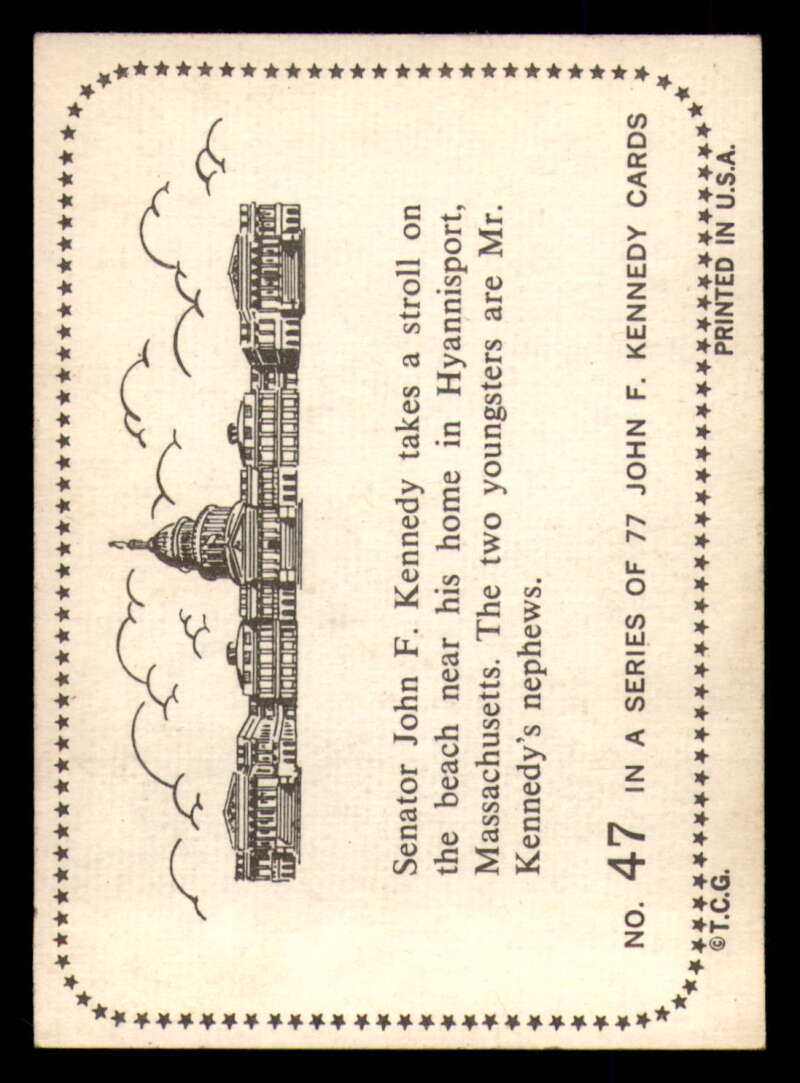 Senator John F. Kennedy takes a stroll on
the beach near his home in Hyannisport,
Massachusetts. The two youngsters are Mr.
Kennedy's nephews.
NO. 47 IN A SERIES OF 77 JOHN F. KENNEDY CARDS
©T.C.G. PRINTED IN U.S.A.